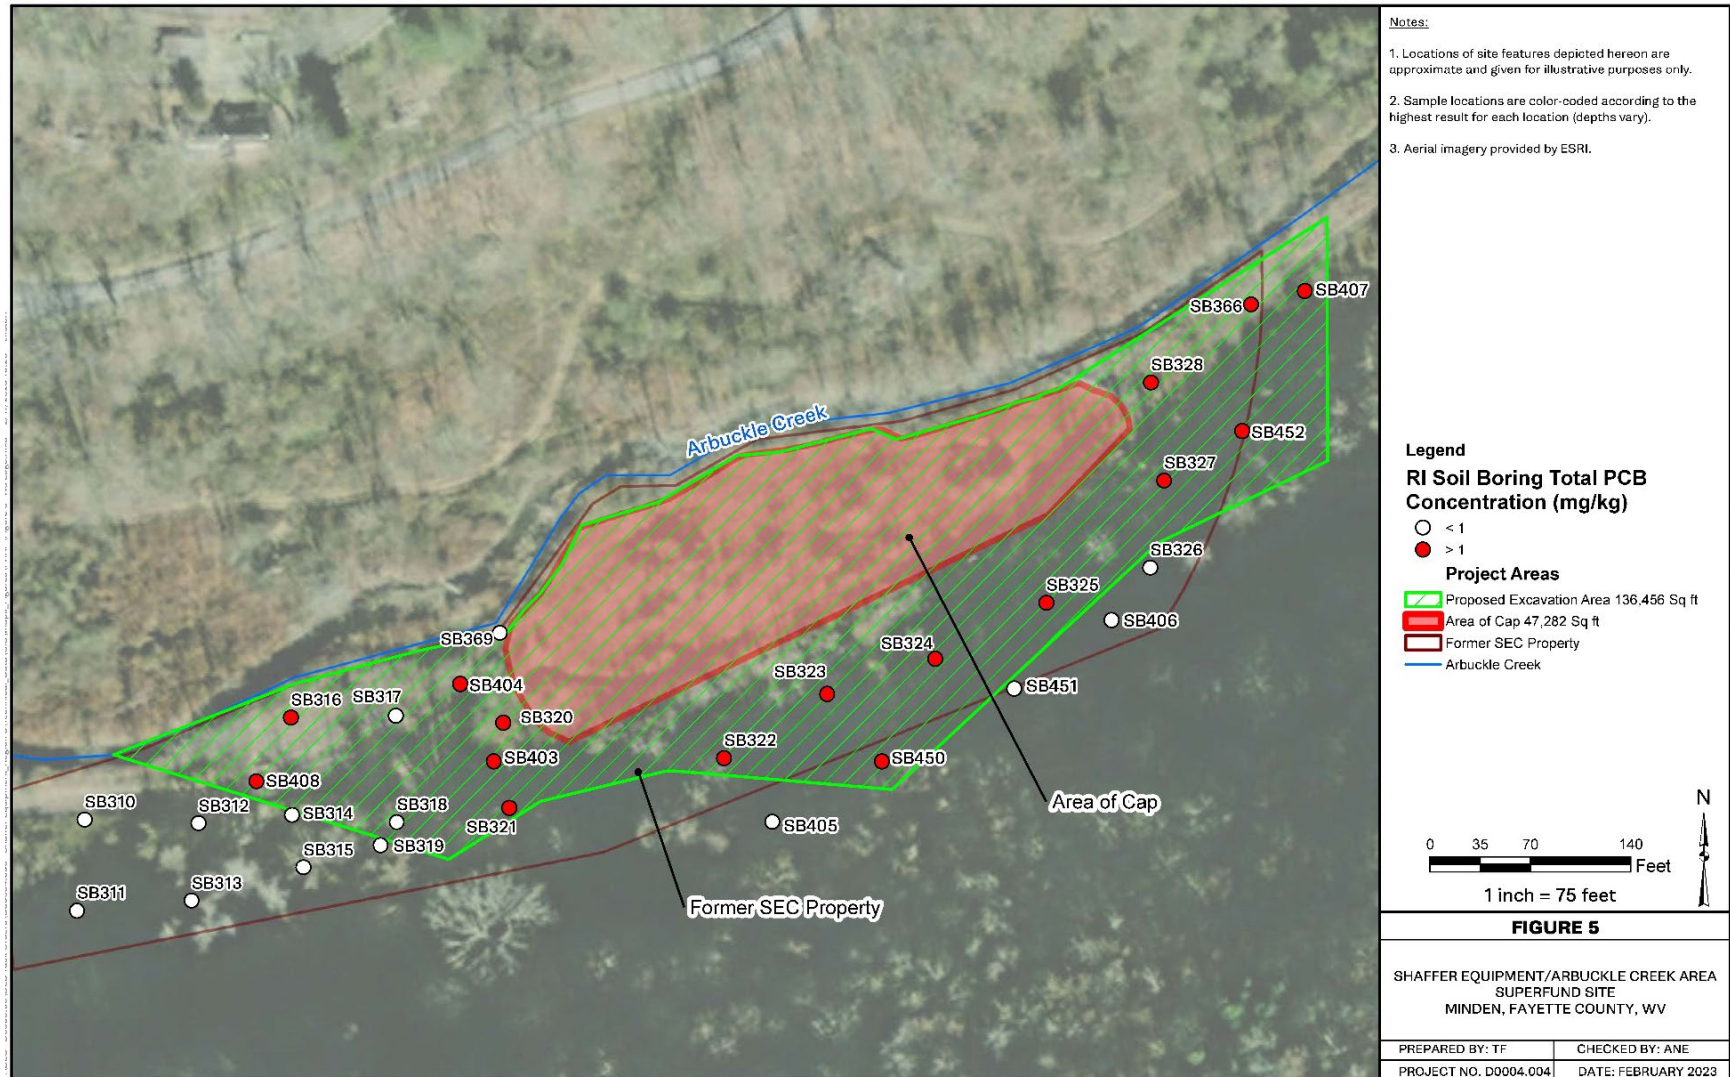 SB407
SB366
SB328
Arbuckle Creek
SB452
SB327
SB326
SB325
SB406
SB369
SB324
SB404
SB323
SB451
SB316
SB317
SB320
SB322
SB403
SB450
SB408
Area of Cap
SB310
SB312
SB314
SB318
SB321
SB405
SB319
SB315
SB313
SB311
Former SEC Property
Notes:
1. Locations of site features depicted hereon are
approximate and given for illustrative purposes only.
2. Sample locations are color-coded according to the
highest result for each location (depths vary).
3. Aerial imagery provided by ESRI.
Legend
RI Soil Boring Total PCB
Concentration (mg/kg)
< 1
> 1
Project Areas
Proposed Excavation Area 136,456 Sq ft
Area of Cap 47,282 Sq ft
Former SEC Property
Arbuckle Creek
N
0 35 70 140
Feet
1 inch = 75 feet
FIGURE 5
SHAFFER EQUIPMENT/ARBUCKLE CREEK AREA
SUPERFUND SITE
MINDEN, FAYETTE COUNTY, WV
PREPARED BY: TF CHECKED BY: ANE
PROJECT NO. D0004.004 DATE: FEBRUARY 2023